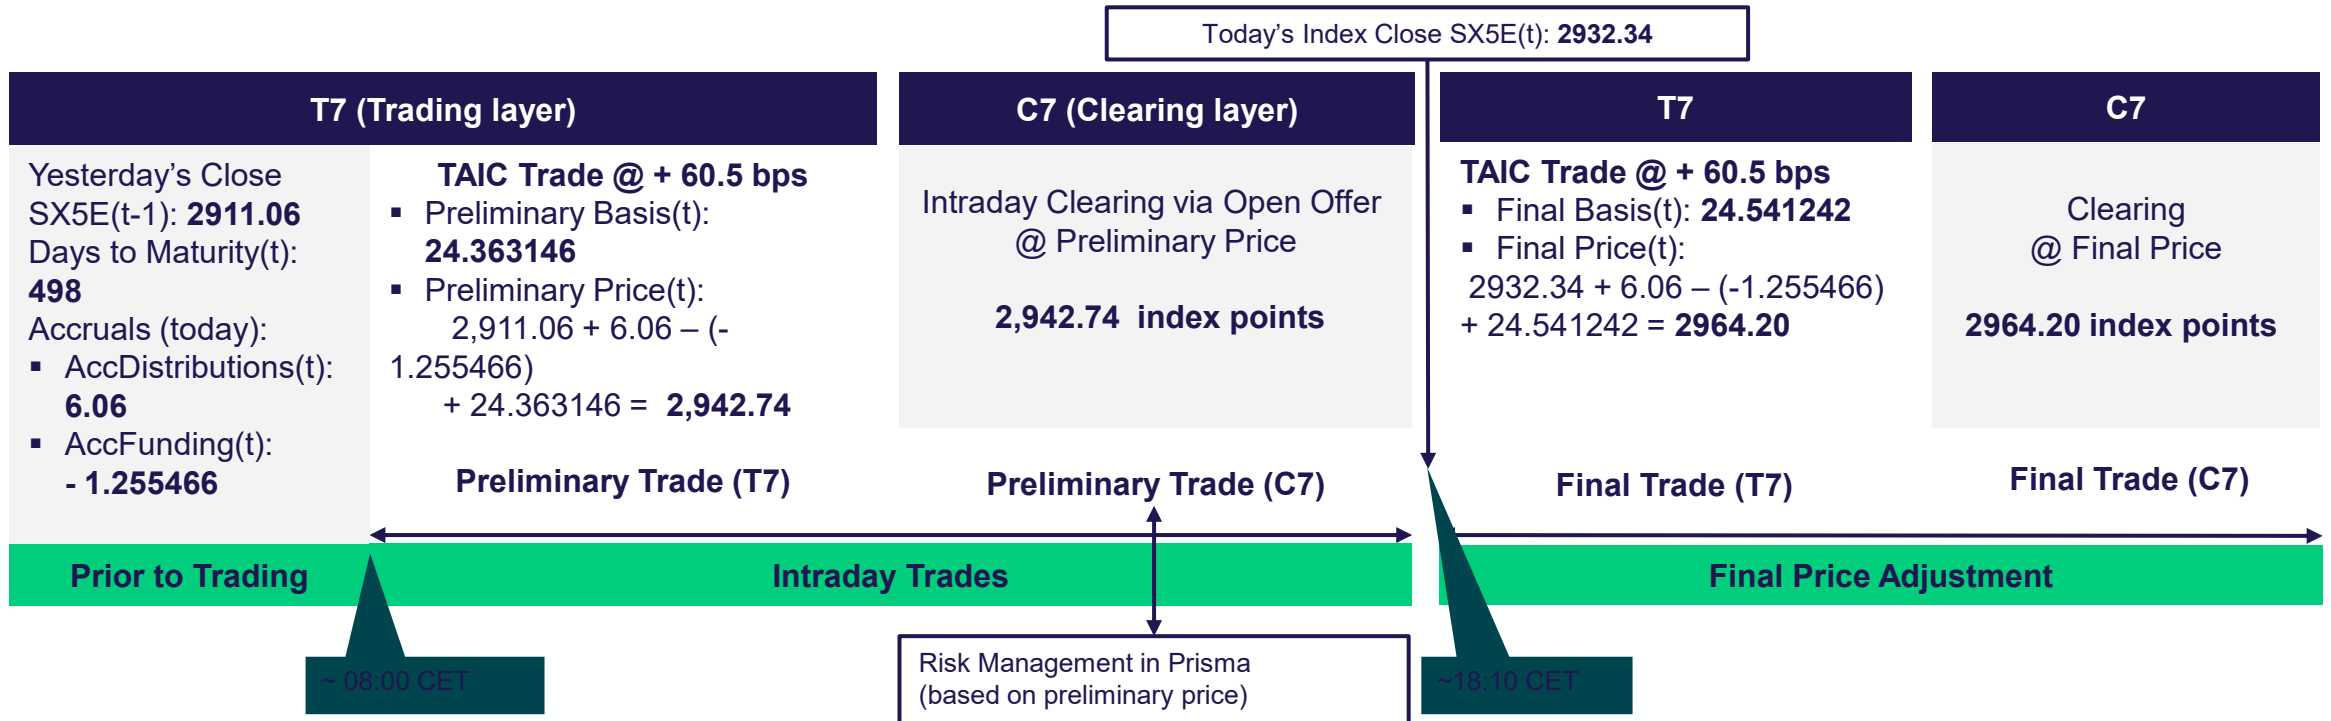 Today's Index Close SX5E(t): 2932.34
T7 (Trading layer)
C7 (Clearing layer)
T7
C7
Yesterday's Close
SX5E(t-1): 2911.06
Days to Maturity(t):
498
Accruals (today):
▪ AccDistributions(t):
6.06
▪ AccFunding(t):
- 1.255466
TAIC Trade @ + 60.5 bps
▪ Preliminary Basis(t):
24.363146
▪ Preliminary Price(t):
2,911.06 + 6.06 – (-
1.255466)
+ 24.363146 = 2,942.74
Preliminary Trade (T7)
Intraday Clearing via Open Offer
@ Preliminary Price
2,942.74 index points
Preliminary Trade (C7)
TAIC Trade @ + 60.5 bps
▪ Final Basis(t): 24.541242
▪ Final Price(t):
2932.34 + 6.06 – (-1.255466)
+ 24.541242 = 2964.20
Final Trade (T7)
Clearing
@ Final Price
2964.20 index points
Final Trade (C7)
Prior to Trading
Intraday Trades
Final Price Adjustment
~ 08:00 CET
Risk Management in Prisma
(based on preliminary price)
~18:10 CET